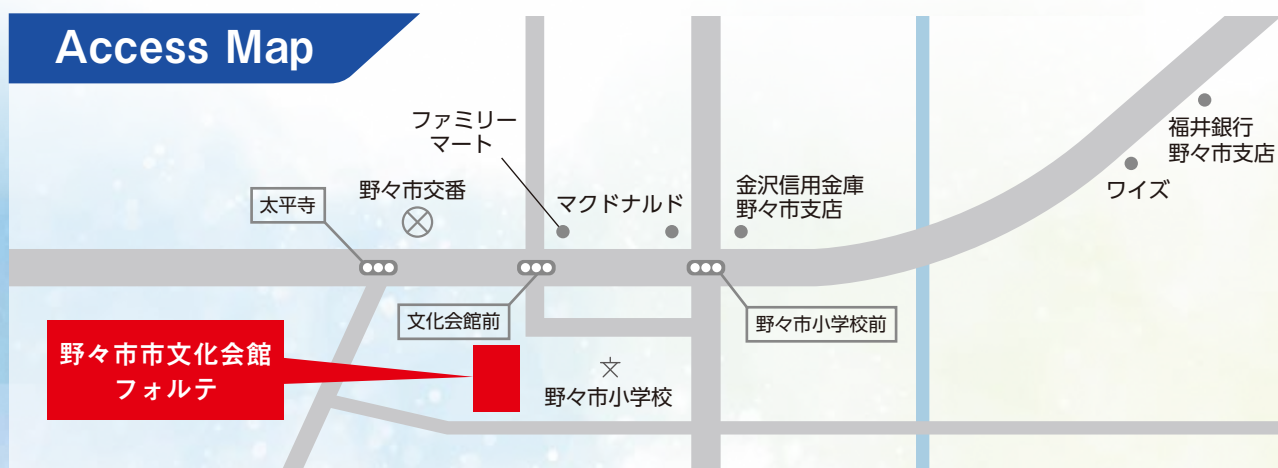 Access Map
ファミリー
マート
福井銀行
野々市支店
野々市交番
マクドナルド
金沢信用金庫
野々市支店
ワイズ
太平寺
文化会館前
野々市小学校前
野々市市文化会館
フォルテ
文
野々市小学校